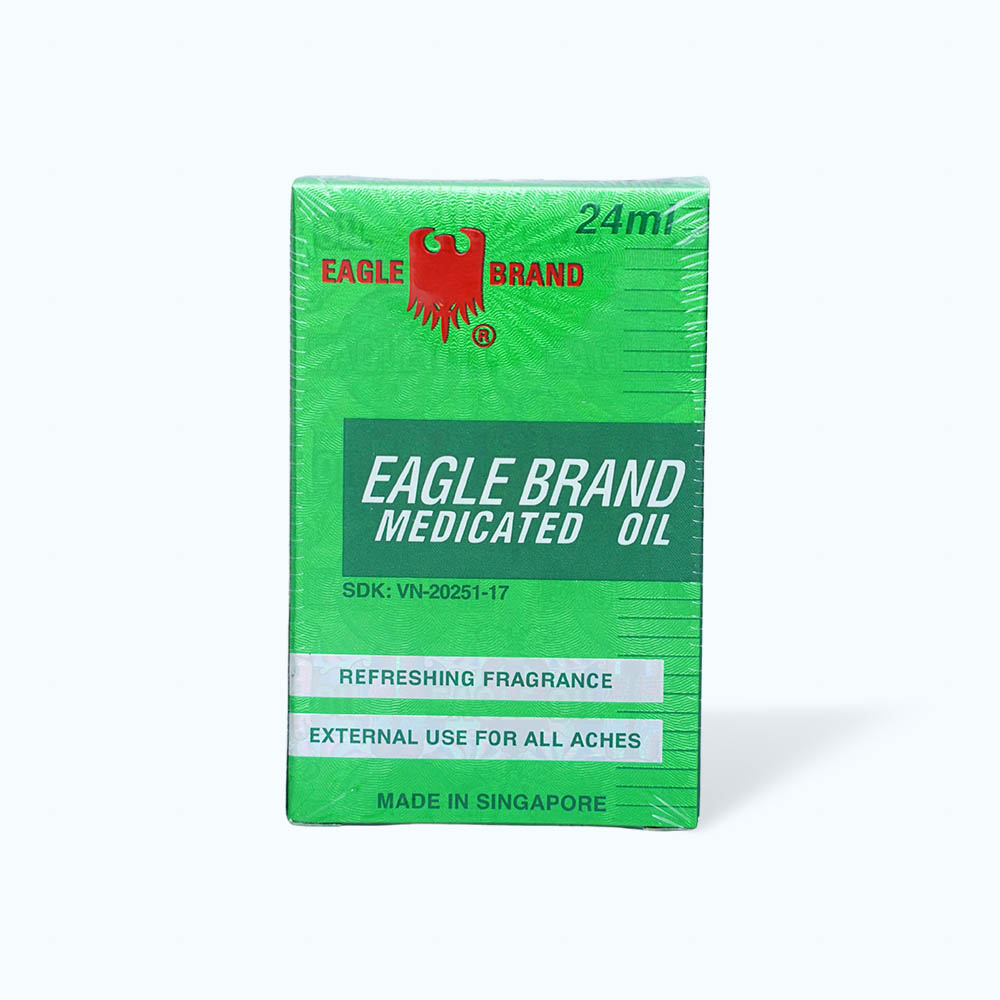 24ml
EAGLE BRAND
®
EAGLE BRAND
MEDICATED OIL
SDK: VN-20251-17
REFRESHING FRAGRANCE
EXTERNAL USE FOR ALL ACHES
MADE IN SINGAPORE